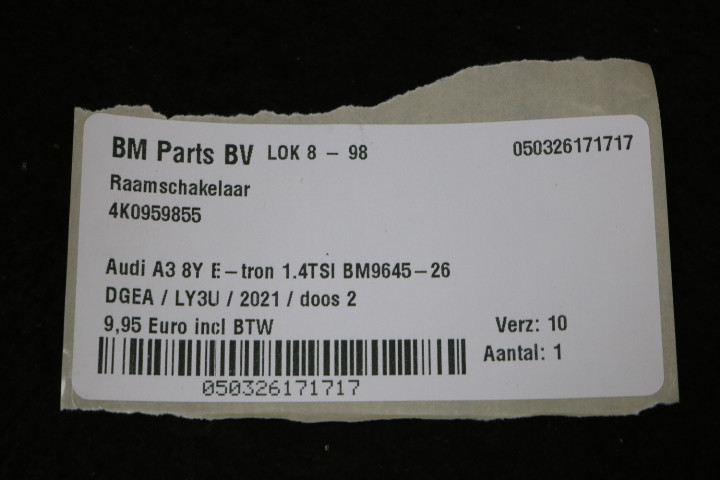 BM Parts BV LOK 8 - 98 050326171717
Raamschakelaar
4K0959855
Audi A3 8Y E-tron 1.4TSI BM9645-26
DGEA / LY3U / 2021 / doos 2
9,95 Euro incl BTW Verz: 10
Aantal: 1
050326171717